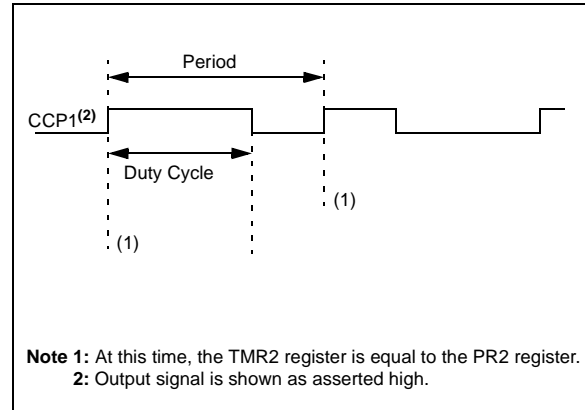 Period
CCP1(2)
Duty Cycle
(1)
(1)
Note 1: At this time, the TMR2 register is equal to the PR2 register.
2: Output signal is shown as asserted high.